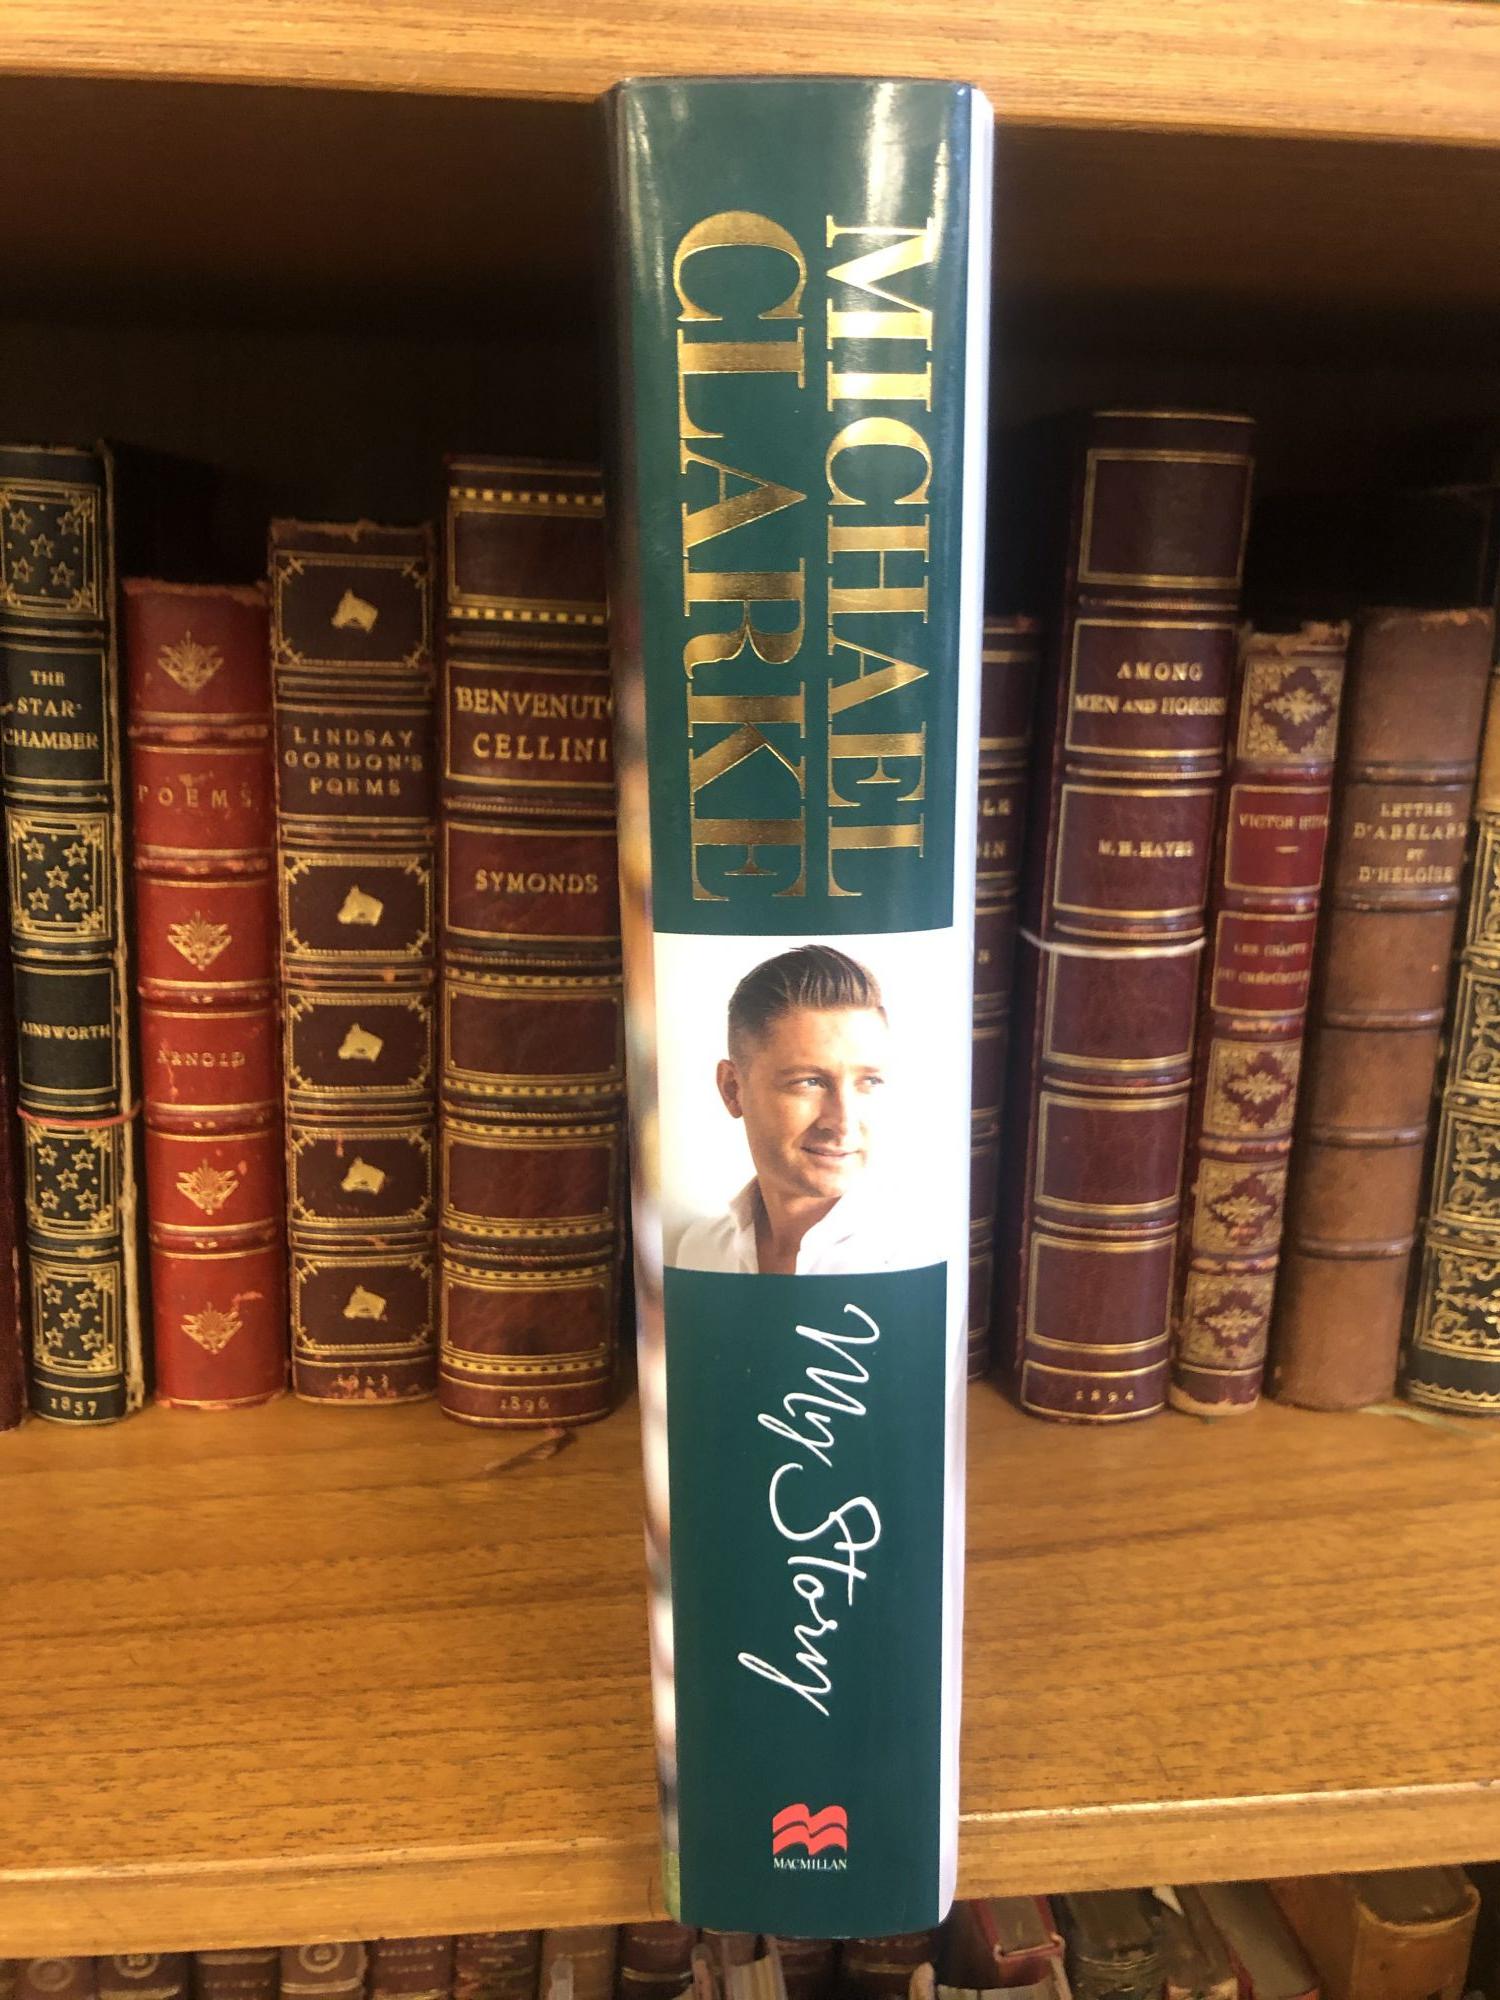 MICHAEL
CLARKE
My Story
MACMILLAN
THE
STAR
CHAMBER
AINSWORTH
1857
POEMS
ARNOLD
LINDSAY
GORDON'S
POEMS
BENVENUTO
CELLINI
SYMONDS
1896
AMONG
MEN AND HORSES
M. H. HAYES
1894
VICTOR
LETTRES
D'ABÉLARD
ET
D'HÉLOÏSE